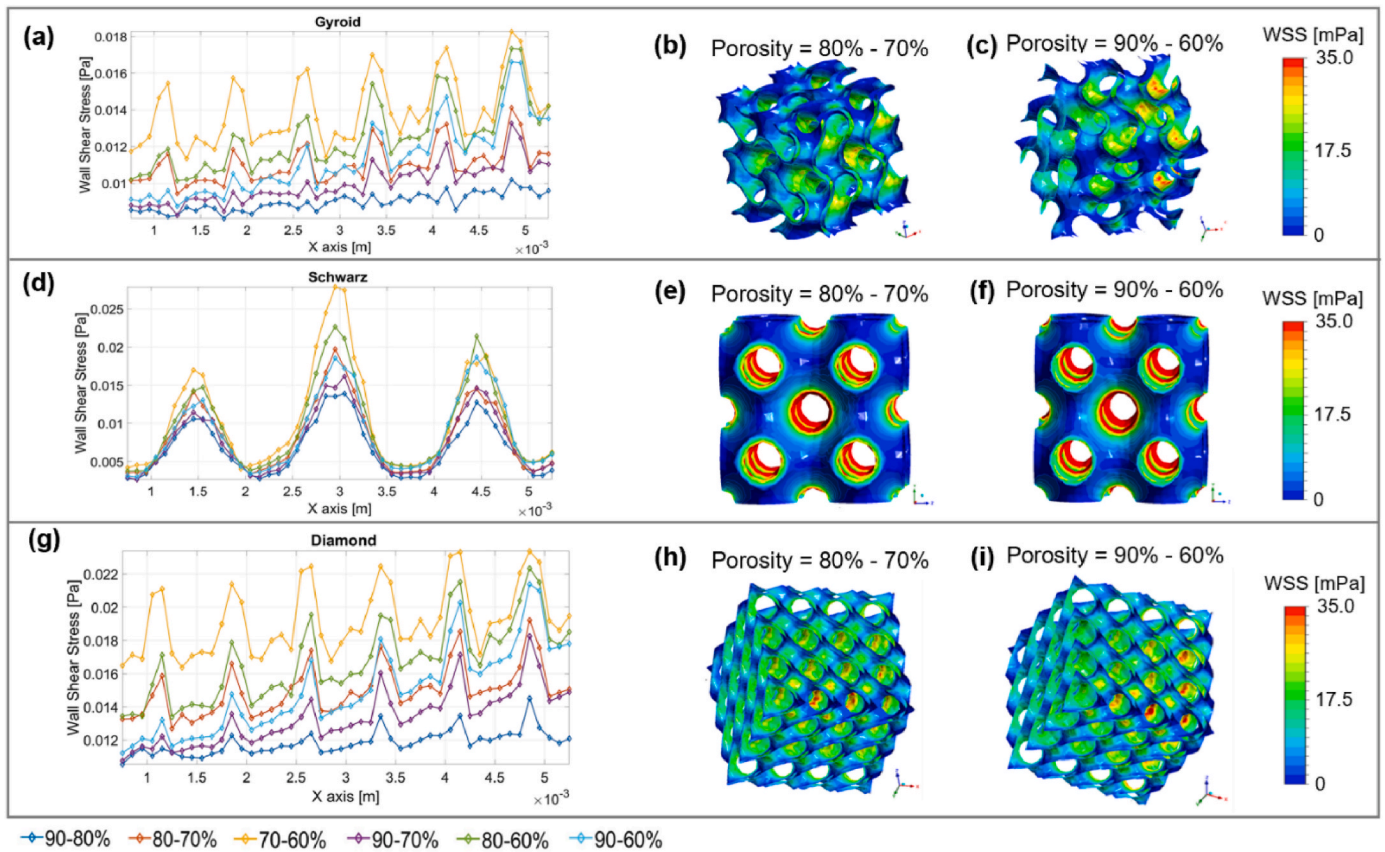 (a)
Gyroid
Wall Shear Stress [Pa]
0.018
0.016
0.014
0.012
0.01
1 1.5 2 2.5 3 3.5 4 4.5 5
X axis [m]
×10⁻³
(b)
Porosity = 80% - 70%
(c)
Porosity = 90% - 60%
WSS [mPa]
35.0
17.5
0
(d)
Schwarz
Wall Shear Stress [Pa]
0.025
0.02
0.015
0.01
0.005
1 1.5 2 2.5 3 3.5 4 4.5 5
X axis [m]
×10⁻³
(e)
Porosity = 80% - 70%
(f)
Porosity = 90% - 60%
WSS [mPa]
35.0
17.5
0
(g)
Diamond
Wall Shear Stress [Pa]
0.022
0.02
0.018
0.016
0.014
0.012
1 1.5 2 2.5 3 3.5 4 4.5 5
X axis [m]
×10⁻³
(h)
Porosity = 80% - 70%
(i)
Porosity = 90% - 60%
WSS [mPa]
35.0
17.5
0
90-80% 80-70% 70-60% 90-70% 80-60% 90-60%